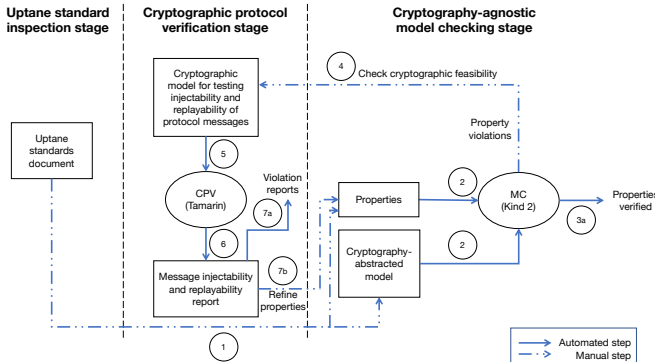 Uptane standard
inspection stage
Cryptographic protocol
verification stage
Cryptography-agnostic
model checking stage
4
Check cryptographic feasibility
Cryptographic
model for testing
injectability and
replayability of
protocol messages
Uptane
standards
document
Property
violations
5
CPV
(Tamarin)
Violation
reports
7a
Properties
2
MC
(Kind 2)
3a
Properties
verified
6
2
Cryptography-
abstracted
model
Message injectability
and replayability
report
7b
Refine
properties
1
Automated step
Manual step